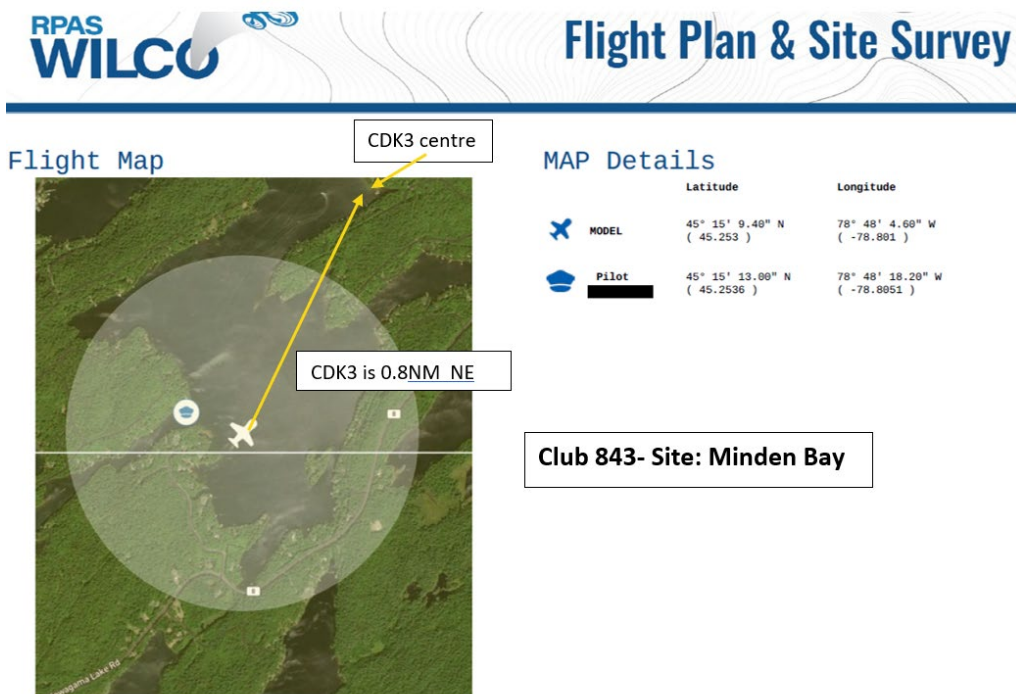 RPAS
WILCO
Flight Plan & Site Survey
Flight Map
CDK3 centre
CDK3 is 0.8NM NE
8
8
Lake Rd
MAP Details
Latitude Longitude
MODEL 45° 15' 9.40" N 78° 48' 4.60" W
( 45.253 ) ( -78.801 )
Pilot 45° 15' 13.00" N 78° 48' 18.20" W
( 45.2536 ) ( -78.8051 )
Club 843- Site: Minden Bay